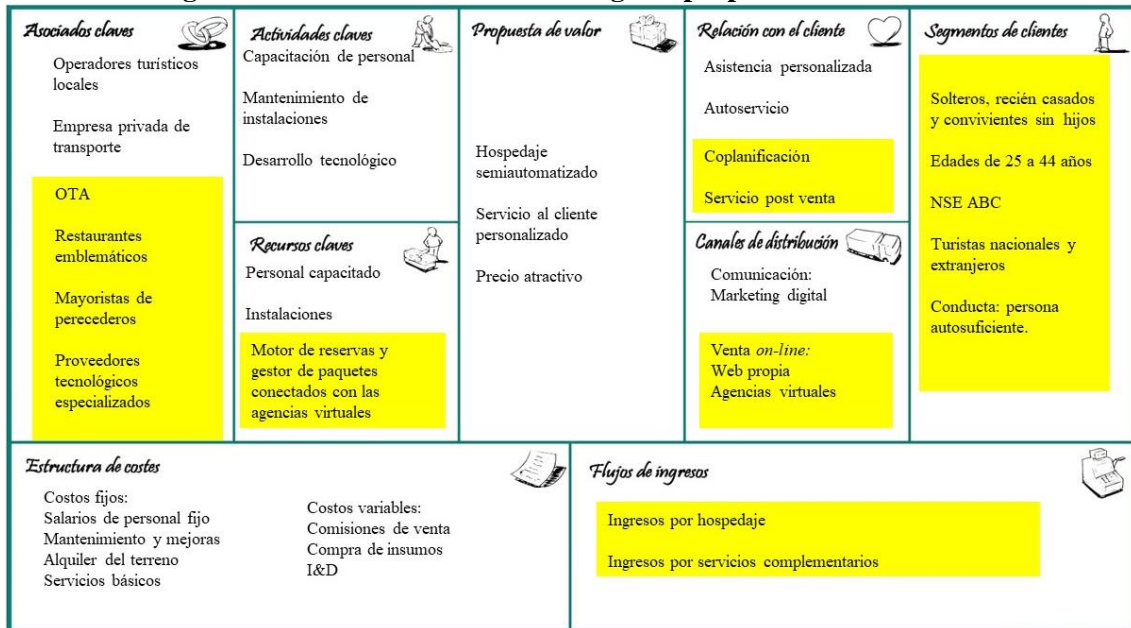 Asociados claves
Operadores turísticos
locales
Empresa privada de
transporte
OTA
Restaurantes
emblemáticos
Mayoristas de
perecederos
Proveedores
tecnológicos
especializados
Actividades claves
Capacitación de personal
Mantenimiento de
instalaciones
Desarrollo tecnológico
Recursos claves
Personal capacitado
Instalaciones
Motor de reservas y
gestor de paquetes
conectados con las
agencias virtuales
Propuesta de valor
Hospedaje
semiautomatizado
Servicio al cliente
personalizado
Precio atractivo
Relación con el cliente
Asistencia personalizada
Autoservicio
Coplanificación
Servicio post venta
Canales de distribución
Comunicación:
Marketing digital
Venta on-line:
Web propia
Agencias virtuales
Segmentos de clientes
Solteros, recién casados
y convivientes sin hijos
Edades de 25 a 44 años
NSE ABC
Turistas nacionales y
extranjeros
Conducta: persona
autosuficiente.
Estructura de costes
Costos fijos:
Salarios de personal fijo
Mantenimiento y mejoras
Alquiler del terreno
Servicios básicos
Costos variables:
Comisiones de venta
Compra de insumos
I&D
Flujos de ingresos
Ingresos por hospedaje
Ingresos por servicios complementarios